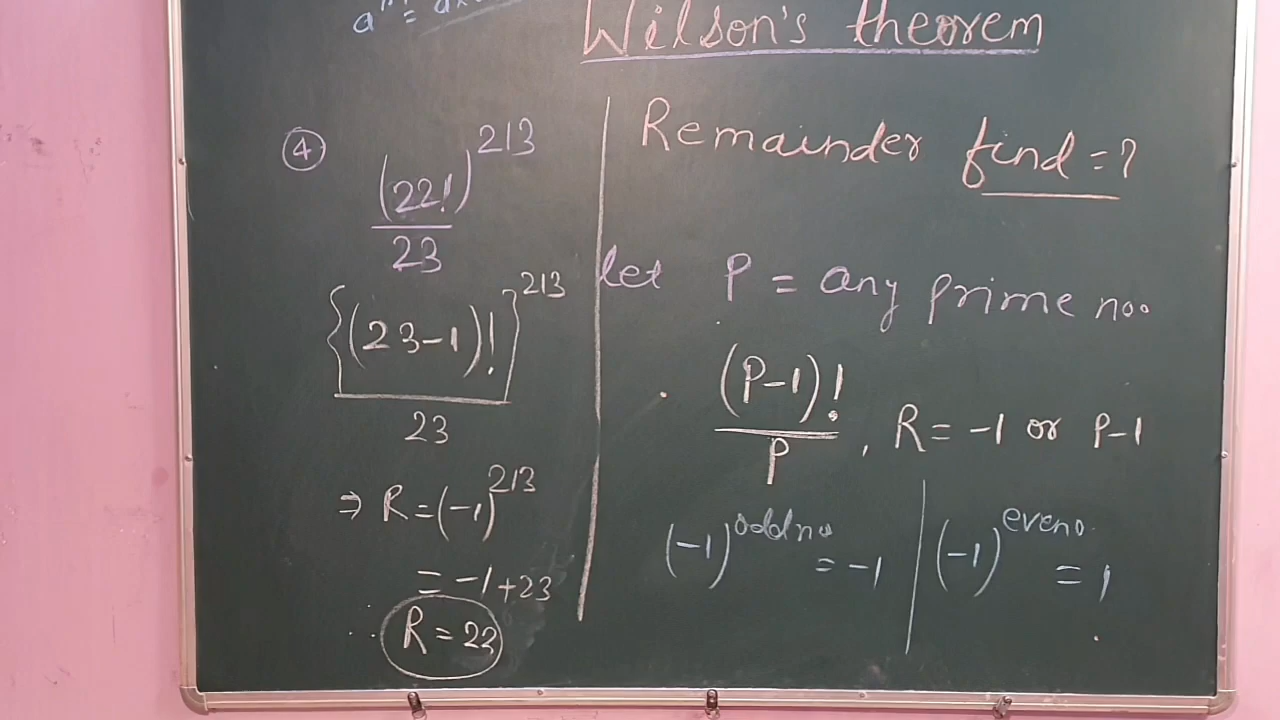 Wilson's theorem
④
(22!)^213
23
{(23-1)!}^213
23
⇒ R=(-1)^213
= -1+23
R = 22
Remainder find = ?
let P = any prime no.
(P-1)!
P
, R = -1 or P-1
(-1)^odd no = -1
(-1)^even no. = 1